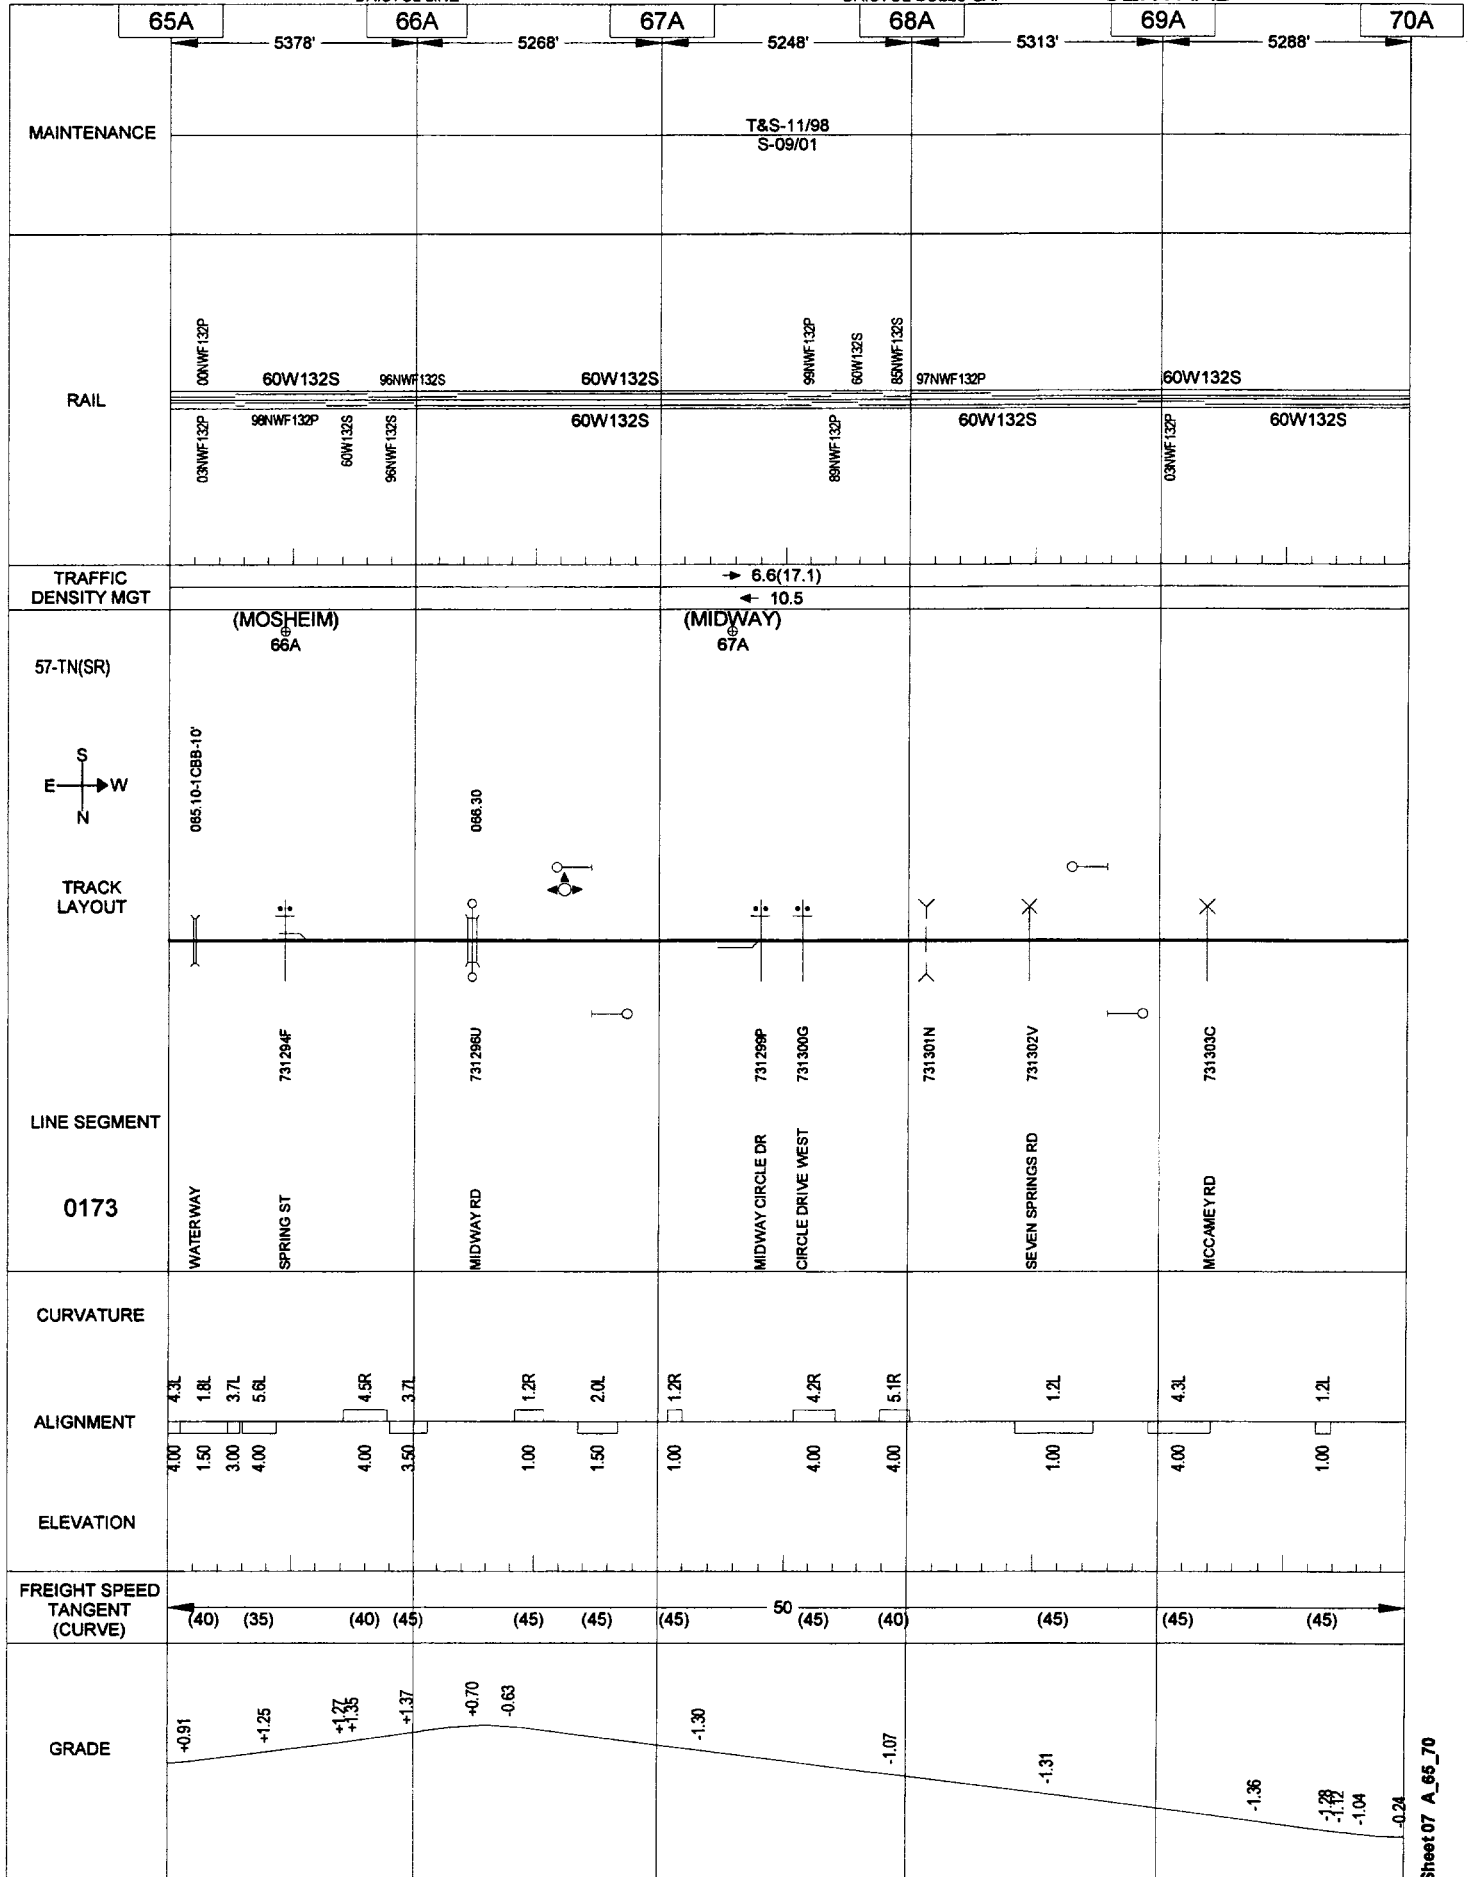 65A 66A 67A 68A 69A 70A
5378' 5268' 5248' 5313' 5288'
MAINTENANCE
T&S-11/98
S-09/01
00NWF132P 99NWF132P 60W132S 85NWF132S
60W132S 96NWF132S 60W132S 97NWF132P 60W132S
RAIL
98NWF132P 60W132S 60W132S 60W132S
03NWF132P 60W132S 96NWF132S 89NWF132P 03NWF132P
TRAFFIC
DENSITY MGT
6.6(17.1)
10.5
(MOSHEIM) (MIDWAY)
66A 67A
57-TN(SR)
S
E W
N
065.10-1CBB-10' 066.30
TRACK
LAYOUT
731294F 731296U 731299P 731300G 731301N 731302V 731303C
LINE SEGMENT
0173
WATERWAY SPRING ST MIDWAY RD MIDWAY CIRCLE DR CIRCLE DRIVE WEST SEVEN SPRINGS RD MCCAMEY RD
CURVATURE
4.3L 1.8L 3.7L 5.6L 4.5R 3.7L 1.2R 2.0L 1.2R 4.2R 5.1R 1.2L 4.3L 1.2L
ALIGNMENT
4.00 1.50 3.00 4.00 4.00 3.50 1.00 1.50 1.00 4.00 4.00 1.00 4.00 1.00
ELEVATION
FREIGHT SPEED
TANGENT
(CURVE)
50
(40) (35) (40) (45) (45) (45) (45) (45) (40) (45) (45) (45)
GRADE
+0.91 +1.25 +1.27 +1.35 +1.37 +0.70 -0.63 -1.30 -1.07 -1.31 -1.36 -1.28 -1.12 -1.04 -0.24
Sheet 07 A_65_70